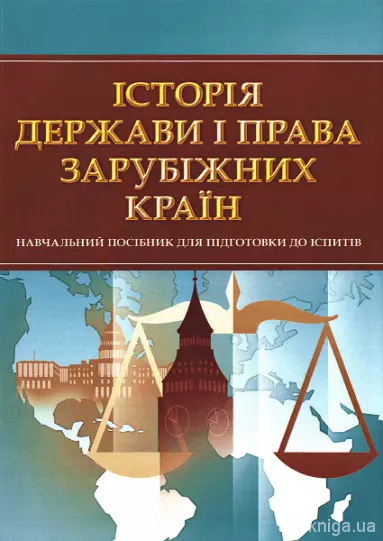 ІСТОРІЯ
ДЕРЖАВИ І ПРАВА
ЗАРУБІЖНИХ
КРАЇН
НАВЧАЛЬНИЙ ПОСІБНИК ДЛЯ ПІДГОТОВКИ ДО ІСПИТІВ
kniga.ua